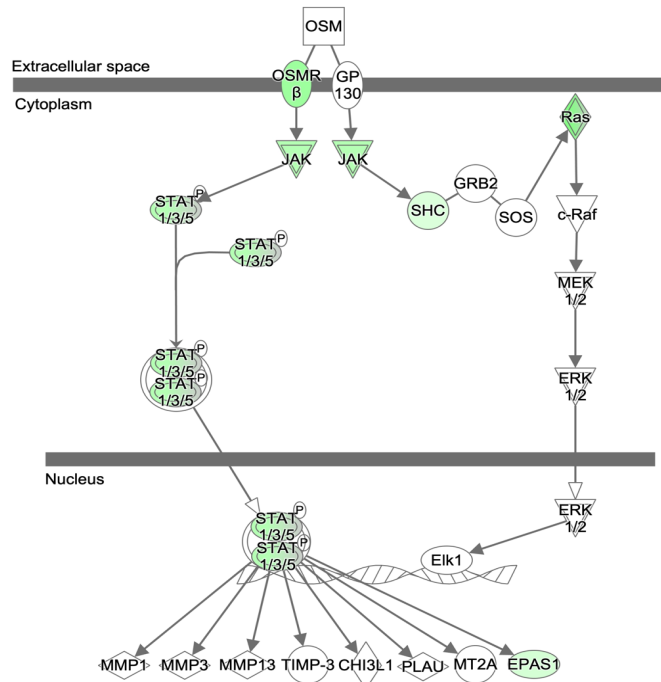 OSM
Extracellular space
OSMR
β
GP
130
Cytoplasm
Ras
JAK
JAK
P
STAT
1/3/5
SHC
GRB2
SOS
c-Raf
P
STAT
1/3/5
MEK
1/2
P
STAT
1/3/5
P
STAT
1/3/5
ERK
1/2
Nucleus
P
STAT
1/3/5
P
STAT
1/3/5
ERK
1/2
Elk1
MMP1
MMP3
MMP13
TIMP-3
CHI3L1
PLAU
MT2A
EPAS1